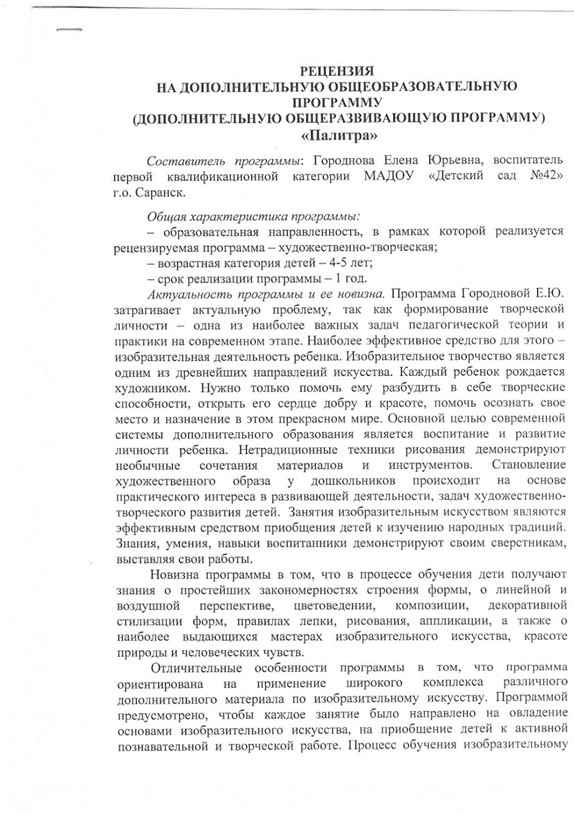 РЕЦЕНЗИЯ
НА ДОПОЛНИТЕЛЬНУЮ ОБЩЕОБРАЗОВАТЕЛЬНУЮ
ПРОГРАММУ
(ДОПОЛНИТЕЛЬНУЮ ОБЩЕРАЗВИВАЮЩУЮ ПРОГРАММУ)
«Палитра»
Составитель программы: Городнова Елена Юрьевна, воспитатель
первой квалификационной категории МАДОУ «Детский сад №42»
г.о. Саранск.
Общая характеристика программы:
– образовательная направленность, в рамках которой реализуется
рецензируемая программа – художественно-творческая;
– возрастная категория детей – 4-5 лет;
– срок реализации программы – 1 год.
Актуальность программы и ее новизна. Программа Городновой Е.Ю.
затрагивает актуальную проблему, так как формирование творческой
личности – одна из наиболее важных задач педагогической теории и
практики на современном этапе. Наиболее эффективное средство для этого –
изобразительная деятельность ребенка. Изобразительное творчество является
одним из древнейших направлений искусства. Каждый ребенок рождается
художником. Нужно только помочь ему разбудить в себе творческие
способности, открыть его сердце добру и красоте, помочь осознать свое
место и назначение в этом прекрасном мире. Основной целью современной
системы дополнительного образования является воспитание и развитие
личности ребенка. Нетрадиционные техники рисования демонстрируют
необычные сочетания материалов и инструментов. Становление
художественного образа у дошкольников происходит на основе
практического интереса в развивающей деятельности, задач художественно-
творческого развития детей. Занятия изобразительным искусством являются
эффективным средством приобщения детей к изучению народных традиций.
Знания, умения, навыки воспитанники демонстрируют своим сверстникам,
выставляя свои работы.
Новизна программы в том, что в процессе обучения дети получают
знания о простейших закономерностях строения формы, о линейной и
воздушной перспективе, цветоведении, композиции, декоративной
стилизации форм, правилах лепки, рисования, аппликации, а также о
наиболее выдающихся мастерах изобразительного искусства, красоте
природы и человеческих чувств.
Отличительные особенности программы в том, что программа
ориентирована на применение широкого комплекса различного
дополнительного материала по изобразительному искусству. Программой
предусмотрено, чтобы каждое занятие было направлено на овладение
основами изобразительного искусства, на приобщение детей к активной
познавательной и творческой работе. Процесс обучения изобразительному